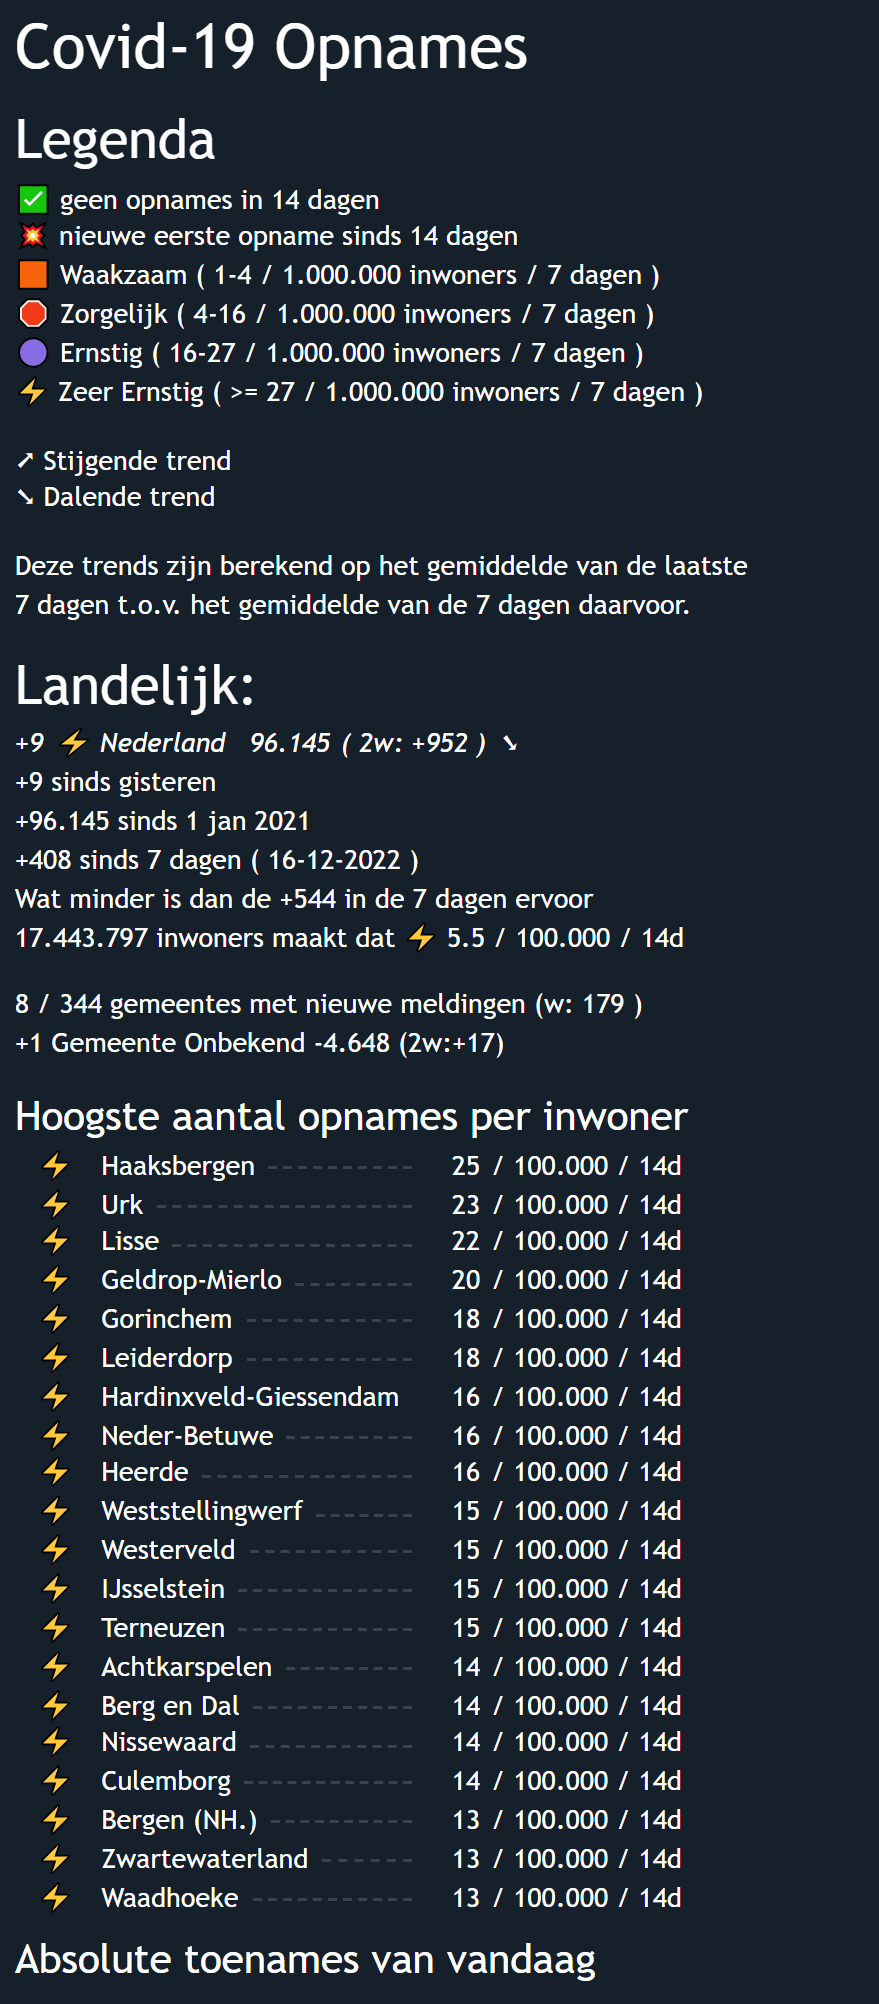 Covid-19 Opnames
Legenda
✅ geen opnames in 14 dagen
💥 nieuwe eerste opname sinds 14 dagen
🟧 Waakzaam ( 1-4 / 1.000.000 inwoners / 7 dagen )
🛑 Zorgelijk ( 4-16 / 1.000.000 inwoners / 7 dagen )
🟣 Ernstig ( 16-27 / 1.000.000 inwoners / 7 dagen )
⚡ Zeer Ernstig ( >= 27 / 1.000.000 inwoners / 7 dagen )
➚ Stijgende trend
➘ Dalende trend
Deze trends zijn berekend op het gemiddelde van de laatste
7 dagen t.o.v. het gemiddelde van de 7 dagen daarvoor.
Landelijk:
+9 ⚡ Nederland 96.145 ( 2w: +952 ) ➘
+9 sinds gisteren
+96.145 sinds 1 jan 2021
+408 sinds 7 dagen ( 16-12-2022 )
Wat minder is dan de +544 in de 7 dagen ervoor
17.443.797 inwoners maakt dat ⚡ 5.5 / 100.000 / 14d
8 / 344 gemeentes met nieuwe meldingen (w: 179 )
+1 Gemeente Onbekend -4.648 (2w:+17)
Hoogste aantal opnames per inwoner
⚡ Haaksbergen 25 / 100.000 / 14d
⚡ Urk 23 / 100.000 / 14d
⚡ Lisse 22 / 100.000 / 14d
⚡ Geldrop-Mierlo 20 / 100.000 / 14d
⚡ Gorinchem 18 / 100.000 / 14d
⚡ Leiderdorp 18 / 100.000 / 14d
⚡ Hardinxveld-Giessendam 16 / 100.000 / 14d
⚡ Neder-Betuwe 16 / 100.000 / 14d
⚡ Heerde 16 / 100.000 / 14d
⚡ Weststellingwerf 15 / 100.000 / 14d
⚡ Westerveld 15 / 100.000 / 14d
⚡ IJsselstein 15 / 100.000 / 14d
⚡ Terneuzen 15 / 100.000 / 14d
⚡ Achtkarspelen 14 / 100.000 / 14d
⚡ Berg en Dal 14 / 100.000 / 14d
⚡ Nissewaard 14 / 100.000 / 14d
⚡ Culemborg 14 / 100.000 / 14d
⚡ Bergen (NH.) 13 / 100.000 / 14d
⚡ Zwartewaterland 13 / 100.000 / 14d
⚡ Waadhoeke 13 / 100.000 / 14d
Absolute toenames van vandaag